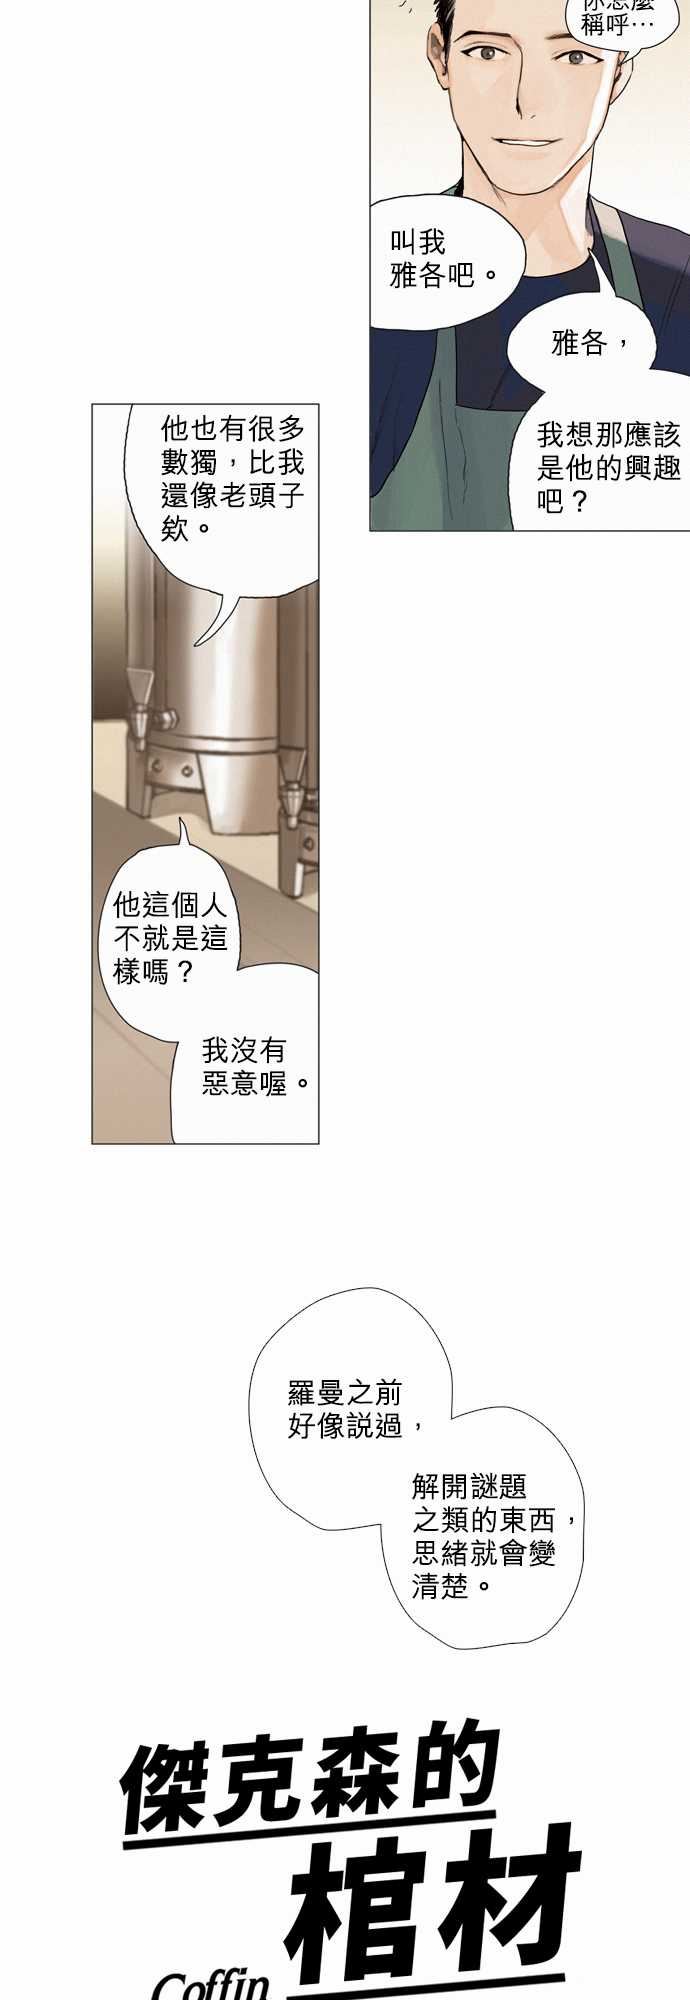 你怎麼
稱呼…
叫我
雅各吧。
雅各，
我想那應該
是他的興趣
吧？
他也有很多
數獨，比我
還像老頭子
欸。
他這個人
不就是這
樣嗎？
我沒有
惡意喔。
羅曼之前
好像説過，
解開謎題
之類的東西，
思緒就會變
清楚。
傑克森的
棺材
Coffin